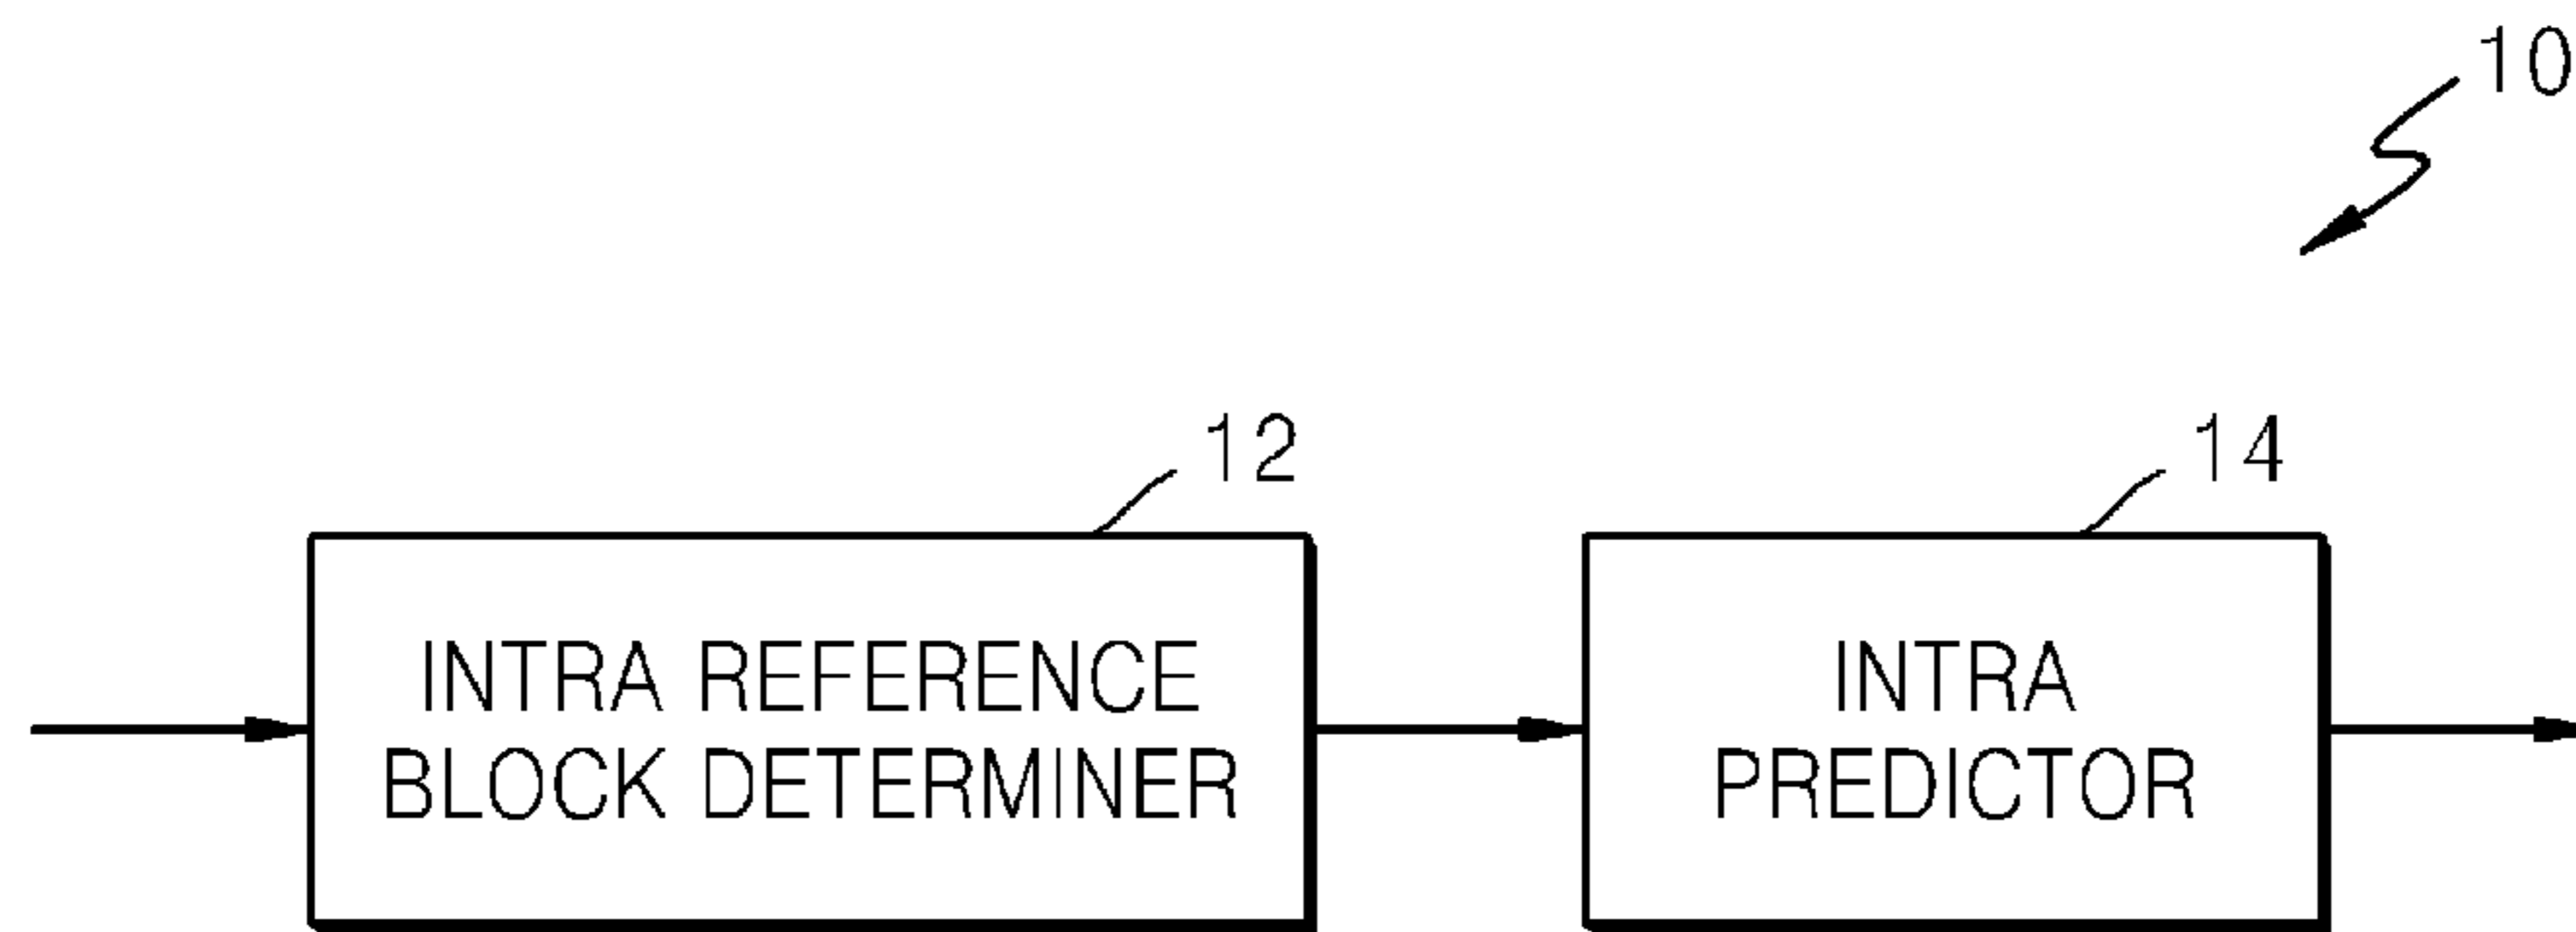 10
12
14
INTRA REFERENCE
BLOCK DETERMINER
INTRA
PREDICTOR